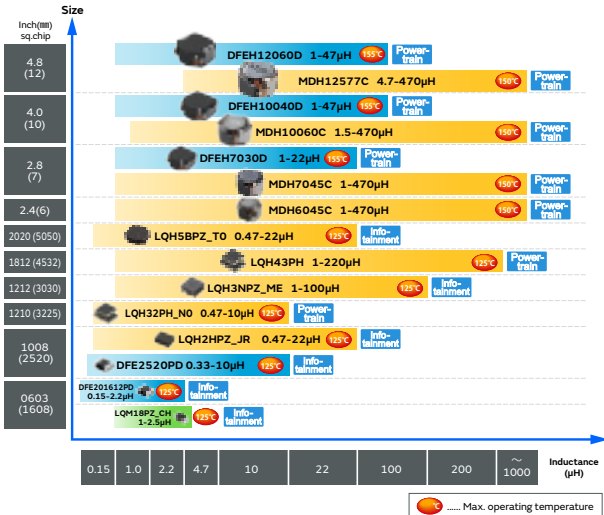 Size
Inch(㎜)
sq.chip
4.8
(12)
DFEH12060D 1-47μH 155℃ Power-
train
MDH12577C 4.7-470μH 150℃ Power-
train
4.0
(10)
DFEH10040D 1-47μH 155℃ Power-
train
MDH10060C 1.5-470μH 150℃ Power-
train
2.8
(7)
DFEH7030D 1-22μH 155℃ Power-
train
MDH7045C 1-470μH 150℃ Power-
train
2.4(6)
MDH6045C 1-470μH 150℃ Power-
train
2020 (5050)
LQH5BPZ_T0 0.47-22μH 125℃ Info-
tainment
1812 (4532)
LQH43PH 1-220μH 125℃ Power-
train
1212 (3030)
LQH3NPZ_ME 1-100μH 125℃ Info-
tainment
1210 (3225)
LQH32PH_N0 0.47-10μH 125℃ Power-
train
1008
(2520)
LQH2HPZ_JR 0.47-22μH 125℃ Info-
tainment
DFE2520PD 0.33-10μH 125℃ Info-
tainment
0603
(1608)
DFE201612PD
0.15-2.2μH 125℃ Info-
tainment
LQM18PZ_CH
1-2.5μH 125℃ Info-
tainment
0.15 1.0 2.2 4.7 10 22 100 200 ～
1000
Inductance
(μH)
℃ ...... Max. operating temperature